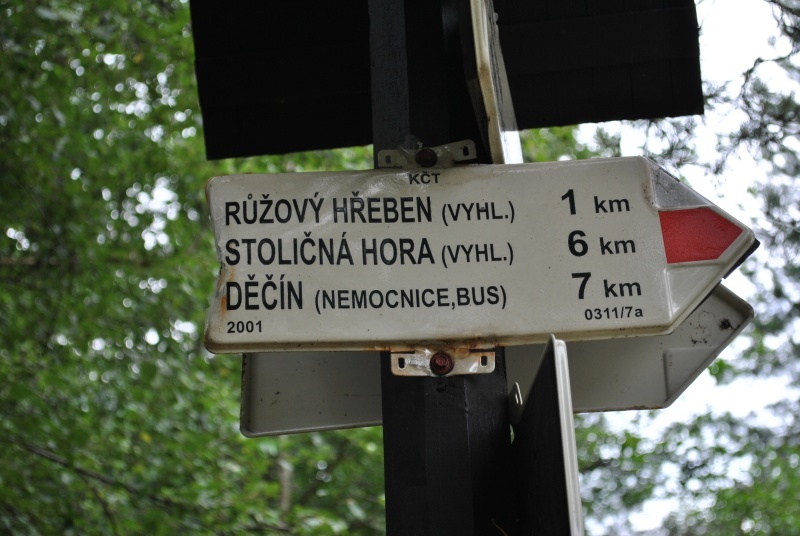 KČT
RŮŽOVÝ HŘEBEN (VYHL.) 1 km
STOLIČNÁ HORA (VYHL.) 6 km
DĚČÍN (NEMOCNICE,BUS) 7 km
2001 0311/7a